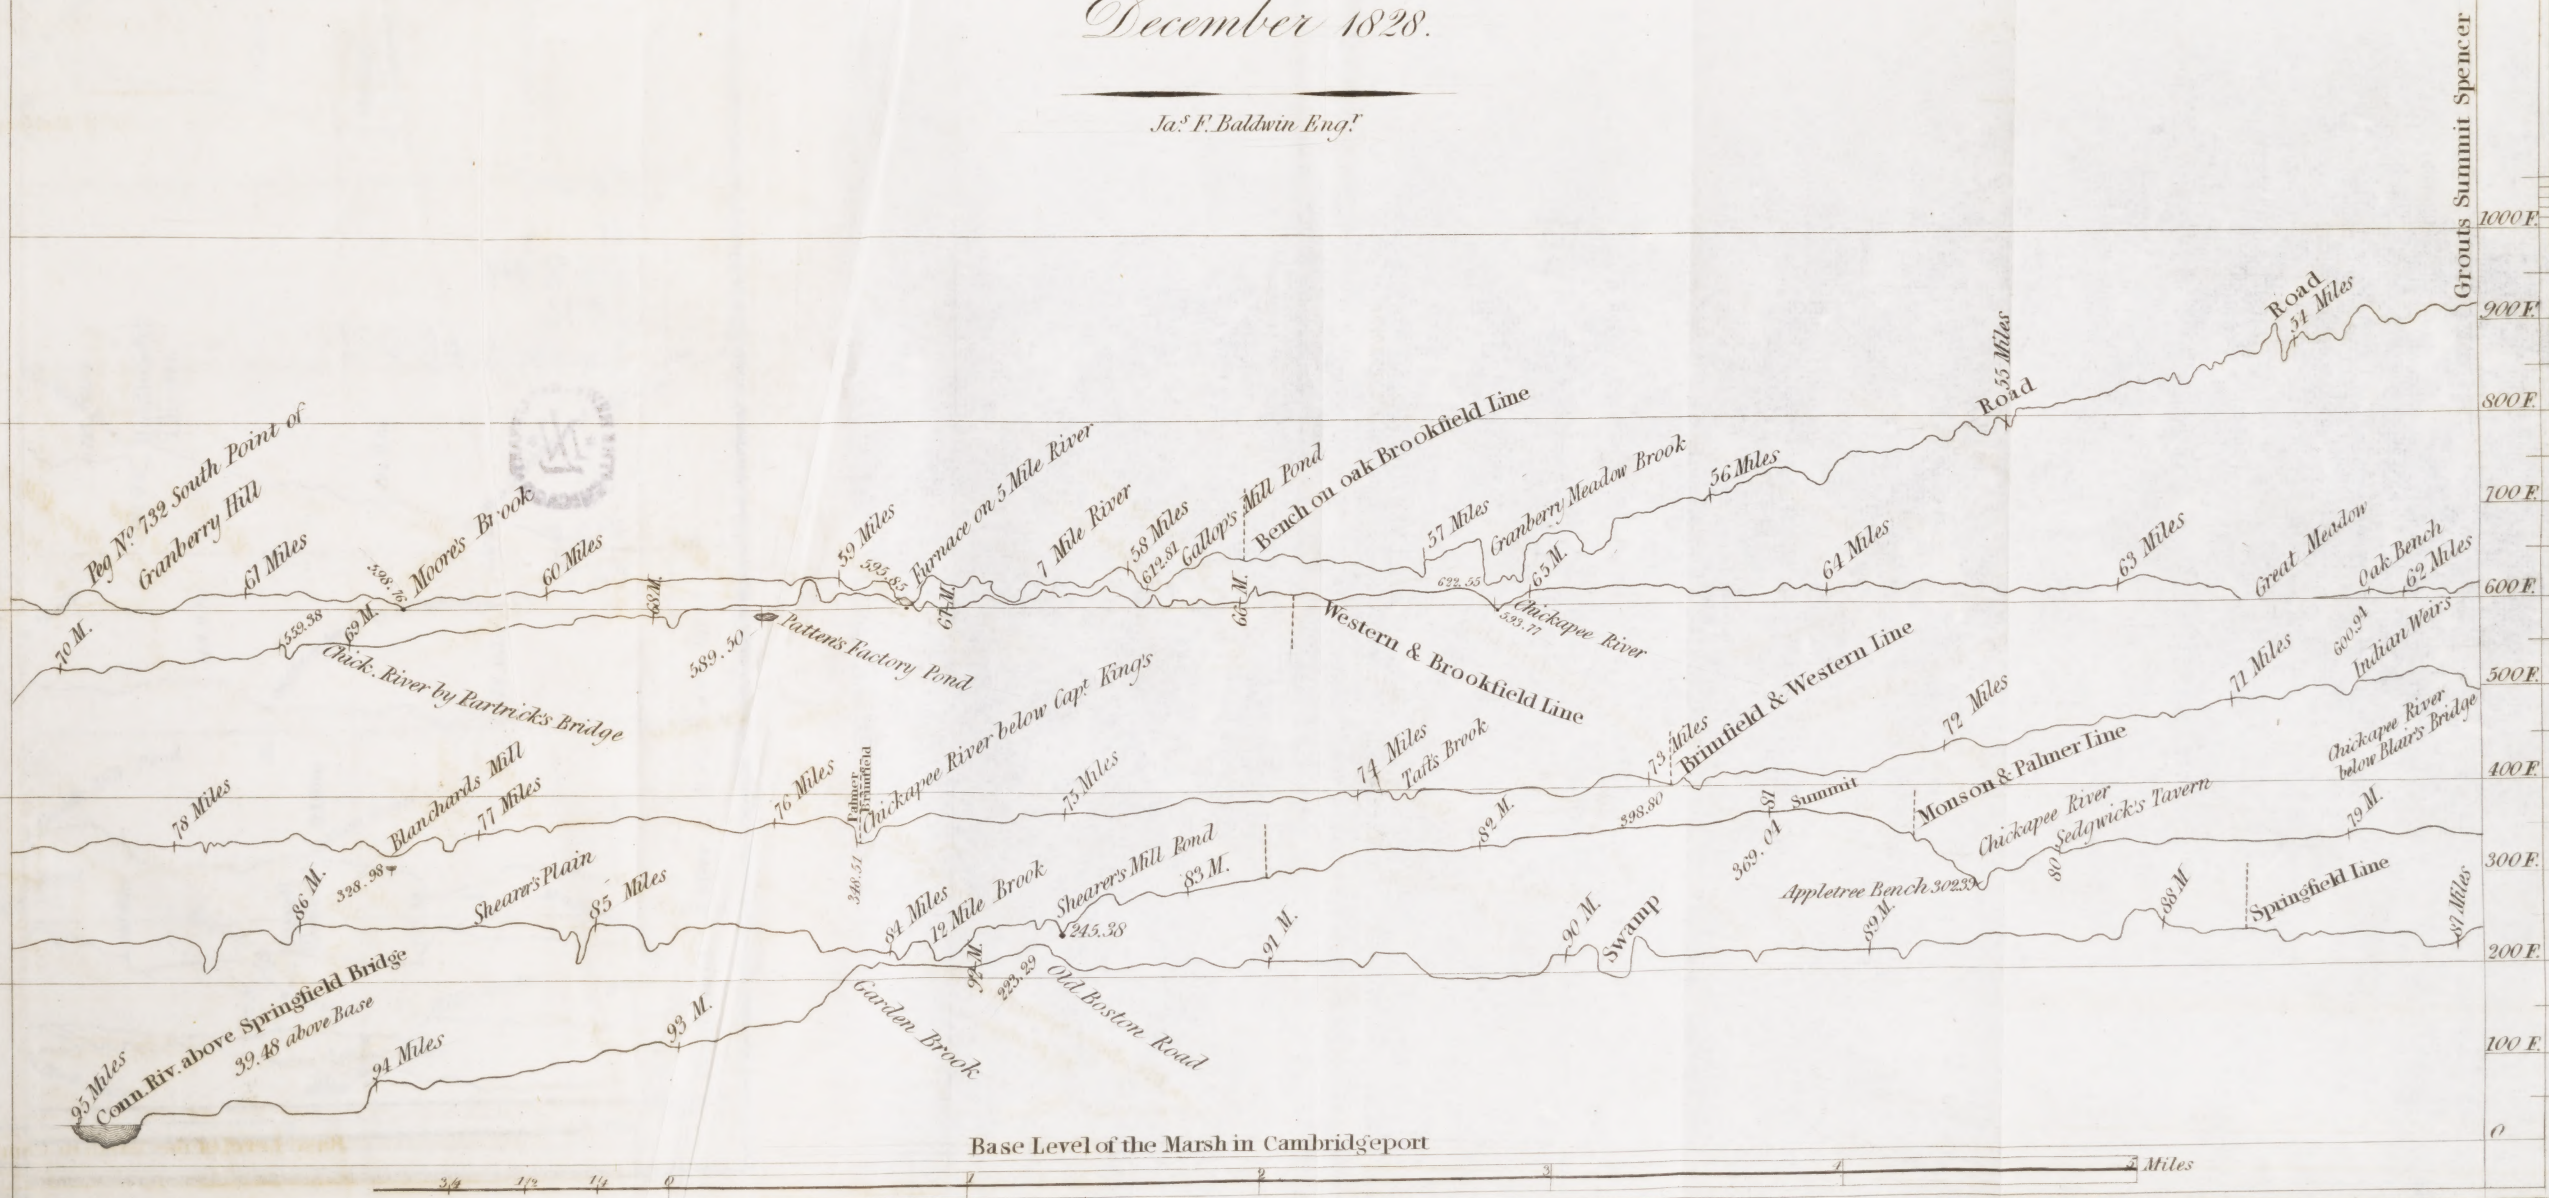 December 1828.
Jas. F. Baldwin Engr.
Grouts Summit Spencer
1000 F.
900 F.
800 F.
700 F.
600 F.
500 F.
400 F.
300 F.
200 F.
100 F.
0
Road
54 Miles
55 Miles
Road
56 Miles
Cranberry Meadow Brook
57 Miles
Bench on oak Brookfield Line
Gallop's Mill Pond
612.81
58 Miles
7 Mile River
Furnace on 5 Mile River
595.85
59 Miles
60 Miles
Moore's Brook
598.76
61 Miles
Peg No. 732 South Point of
Cranberry Hill
62 Miles
Oak Bench
600.91
Great Meadow
63 Miles
64 Miles
65 M.
622.55
Chickapee River
593.77
Western & Brookfield Line
66 M.
67 M.
Patten's Factory Pond
589.50
68 M.
69 M.
559.38
Chick. River by Partrick's Bridge
70 M.
Indian Weirs
Chickapee River
below Blair's Bridge
71 Miles
72 Miles
Brimfield & Western Line
73 Miles
398.80
Taft's Brook
74 Miles
75 Miles
Chickapee River below Capt. King's
Palmer
Brimfield
348.51
76 Miles
77 Miles
Blanchards Mill
328.98
78 Miles
79 M.
Sedgwick's Tavern
80
Chickapee River
Appletree Bench 302.39
Monson & Palmer Line
Summit
81
369.04
82 M.
83 M.
Shearer's Mill Pond
245.38
12 Mile Brook
84 Miles
85 Miles
Shearer's Plain
86 M.
87 Miles
Springfield Line
88 M
89 M.
Swamp
90 M.
91 M.
Old Boston Road
223.29
92 M.
Garden Brook
93 M.
94 Miles
Conn. Riv. above Springfield Bridge
39.48 above Base
95 Miles
Base Level of the Marsh in Cambridgeport
3/4 1/2 1/4 0 1 2 3 4 5 Miles